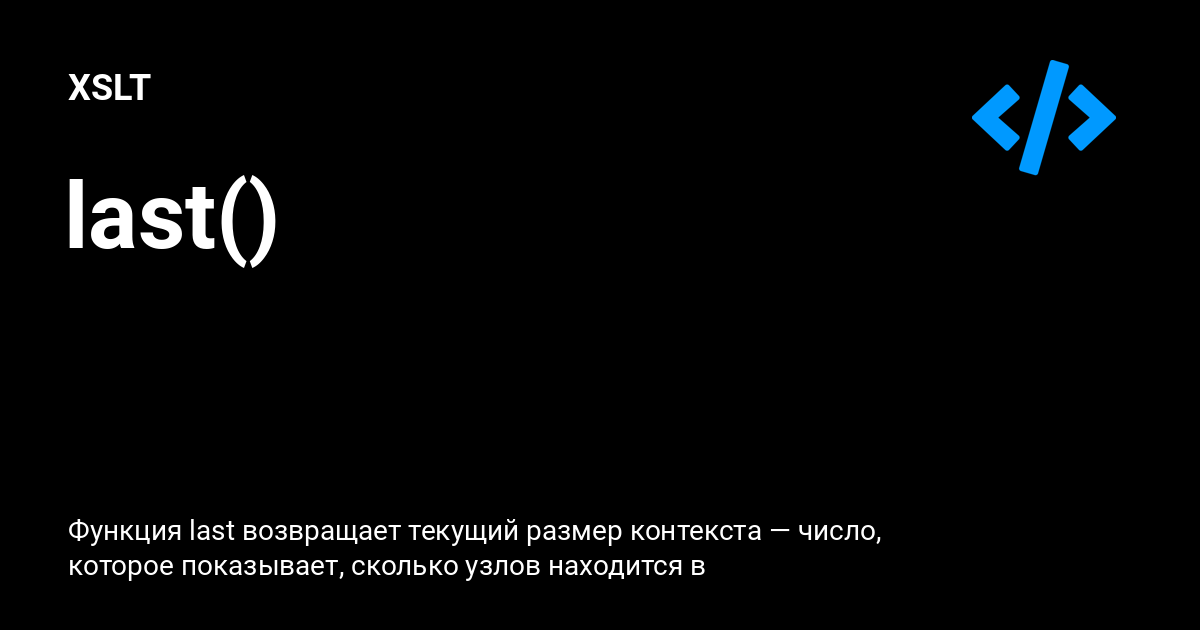 XSLT
last()
Функция last возвращает текущий размер контекста — число,
которое показывает, сколько узлов находится в